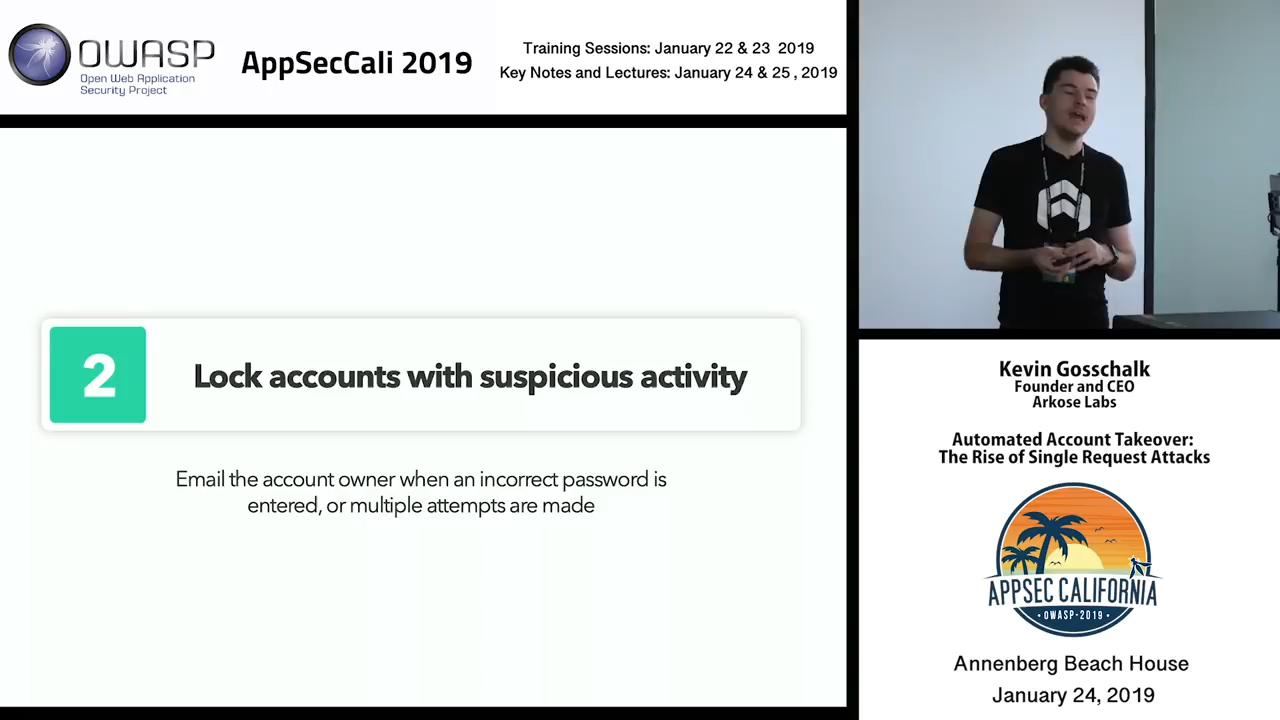 OWASP
Open Web Application
Security Project
AppSecCali 2019
Training Sessions: January 22 & 23 2019
Key Notes and Lectures: January 24 & 25 , 2019
2
Lock accounts with suspicious activity
Email the account owner when an incorrect password is
entered, or multiple attempts are made
Kevin Gosschalk
Founder and CEO
Arkose Labs
Automated Account Takeover:
The Rise of Single Request Attacks
APPSEC CALIFORNIA
• OWASP-2019 •
Annenberg Beach House
January 24, 2019